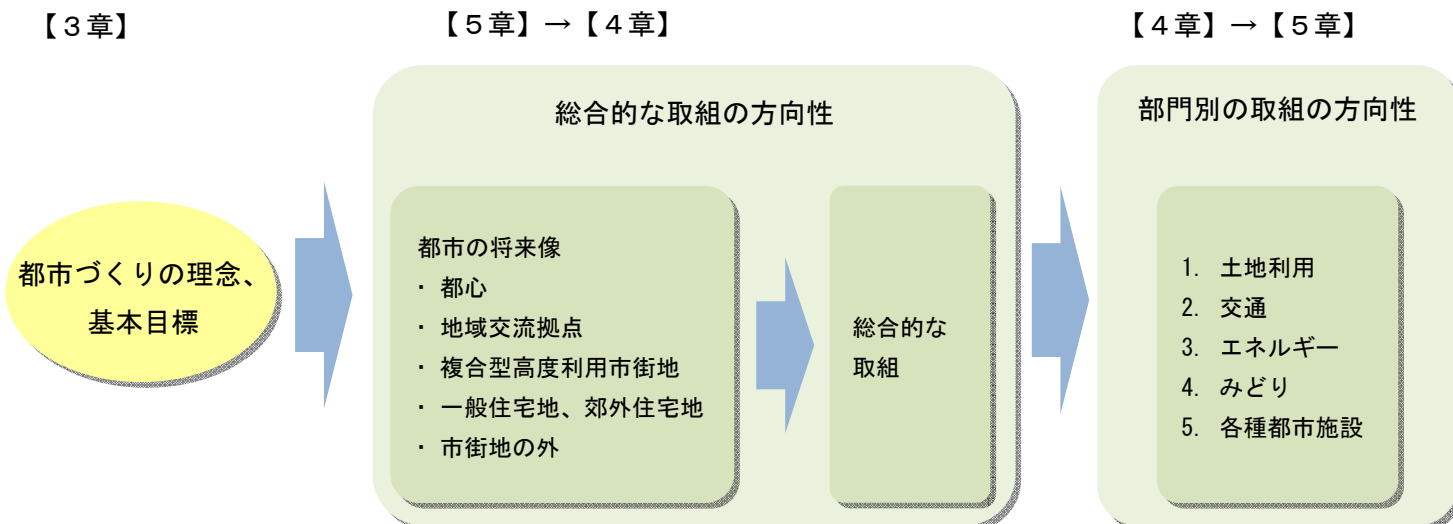 【３章】
【５章】→【４章】
【４章】→【５章】
都市づくりの理念、
基本目標
総合的な取組の方向性
都市の将来像
・ 都心
・ 地域交流拠点
・ 複合型高度利用市街地
・ 一般住宅地、郊外住宅地
・ 市街地の外
総合的な
取組
部門別の取組の方向性
1. 土地利用
2. 交通
3. エネルギー
4. みどり
5. 各種都市施設